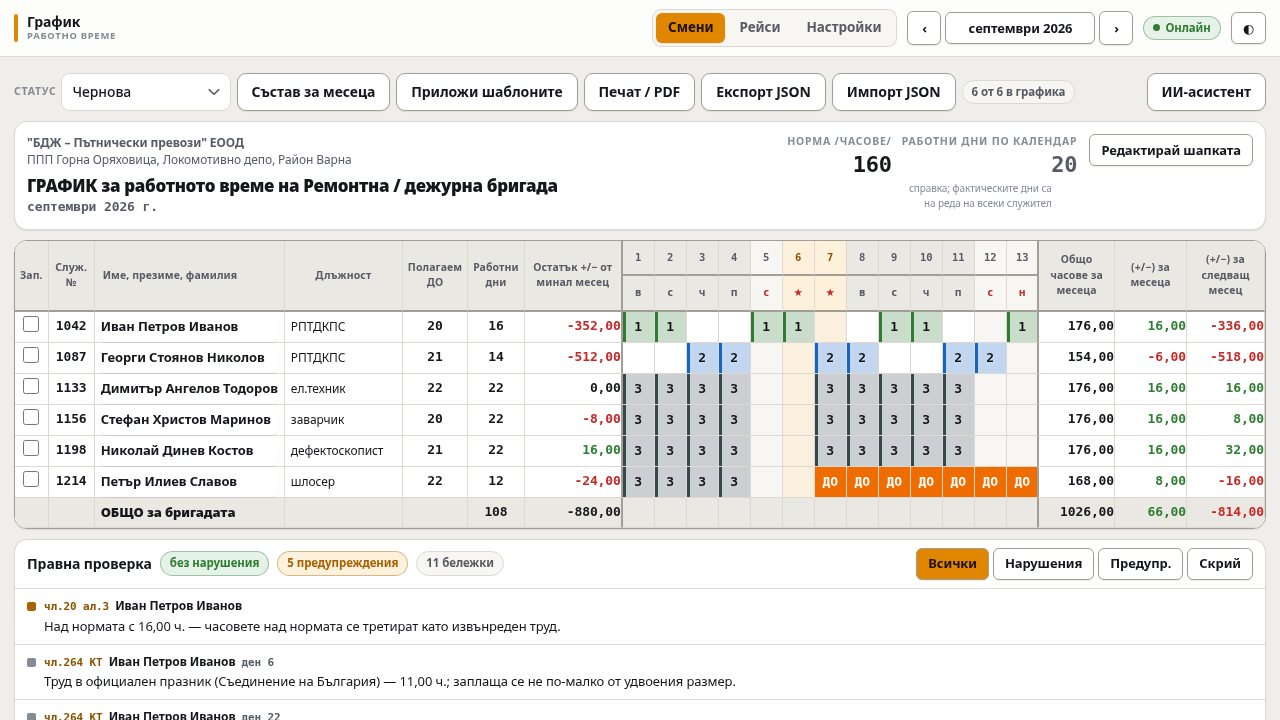 График
РАБОТНО ВРЕМЕ
Смени Рейси Настройки ‹ септември 2026 › Онлайн
СТАТУС Чернова Състав за месеца Приложи шаблоните Печат / PDF Експорт JSON Импорт JSON 6 от 6 в графика ИИ-асистент
"БДЖ – Пътнически превози" ЕООД
ППП Горна Оряховица, Локомотивно депо, Район Варна
ГРАФИК за работното време на Ремонтна / дежурна бригада
септември 2026 г.
НОРМА /ЧАСОВЕ/
160
РАБОТНИ ДНИ ПО КАЛЕНДАР
20
справка; фактическите дни са
на реда на всеки служител
Редактирай шапката
Зап. Служ. № Име, презиме, фамилия Длъжност Полагаем ДО Работни дни Остатък +/− от минал месец 1 2 3 4 5 6 7 8 9 10 11 12 13 Общо часове за месеца (+/−) за месеца (+/−) за следващ месец
в с ч п с ★ ★ в с ч п с н
1042 Иван Петров Иванов РПТДКПС 20 16 -352,00 1 1 1 1 1 1 1 176,00 16,00 -336,00
1087 Георги Стоянов Николов РПТДКПС 21 14 -512,00 2 2 2 2 2 2 154,00 -6,00 -518,00
1133 Димитър Ангелов Тодоров ел.техник 22 22 0,00 3 3 3 3 3 3 3 3 3 176,00 16,00 16,00
1156 Стефан Христов Маринов заварчик 20 22 -8,00 3 3 3 3 3 3 3 3 3 176,00 16,00 8,00
1198 Николай Динев Костов дефектоскопист 21 22 16,00 3 3 3 3 3 3 3 3 3 176,00 16,00 32,00
1214 Петър Илиев Славов шлосер 22 12 -24,00 3 3 3 3 ДО ДО ДО ДО ДО ДО ДО 168,00 8,00 -16,00
ОБЩО за бригадата 108 -880,00 1026,00 66,00 -814,00
Правна проверка без нарушения 5 предупреждения 11 бележки Всички Нарушения Предупр. Скрий
чл.20 ал.3 Иван Петров Иванов
Над нормата с 16,00 ч. — часовете над нормата се третират като извънреден труд.
чл.264 КТ Иван Петров Иванов ден 6
Труд в официален празник (Съединение на България) — 11,00 ч.; заплаща се не по-малко от удвоения размер.
чл.264 КТ Иван Петров Иванов ден 22